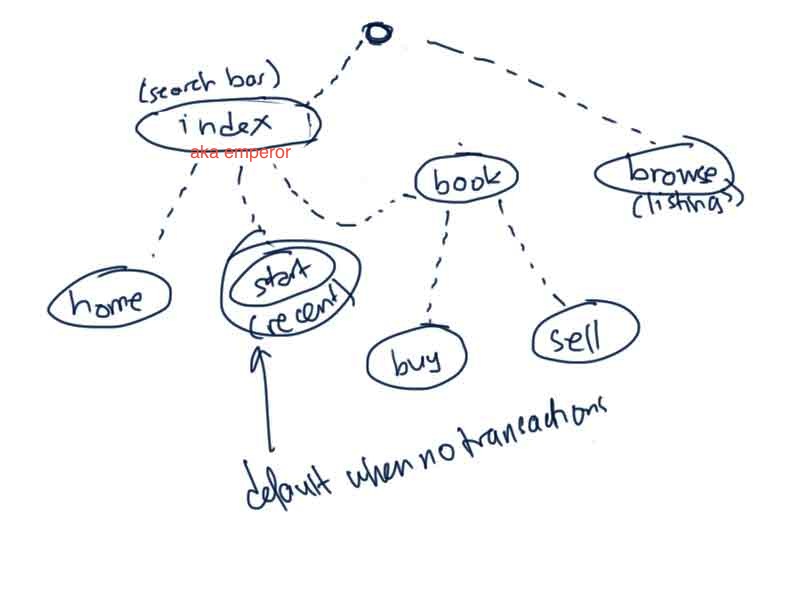 (search bar)
index
aka emperor
book
browse
(listings)
home
start
(recent)
buy
sell
default when no transactions